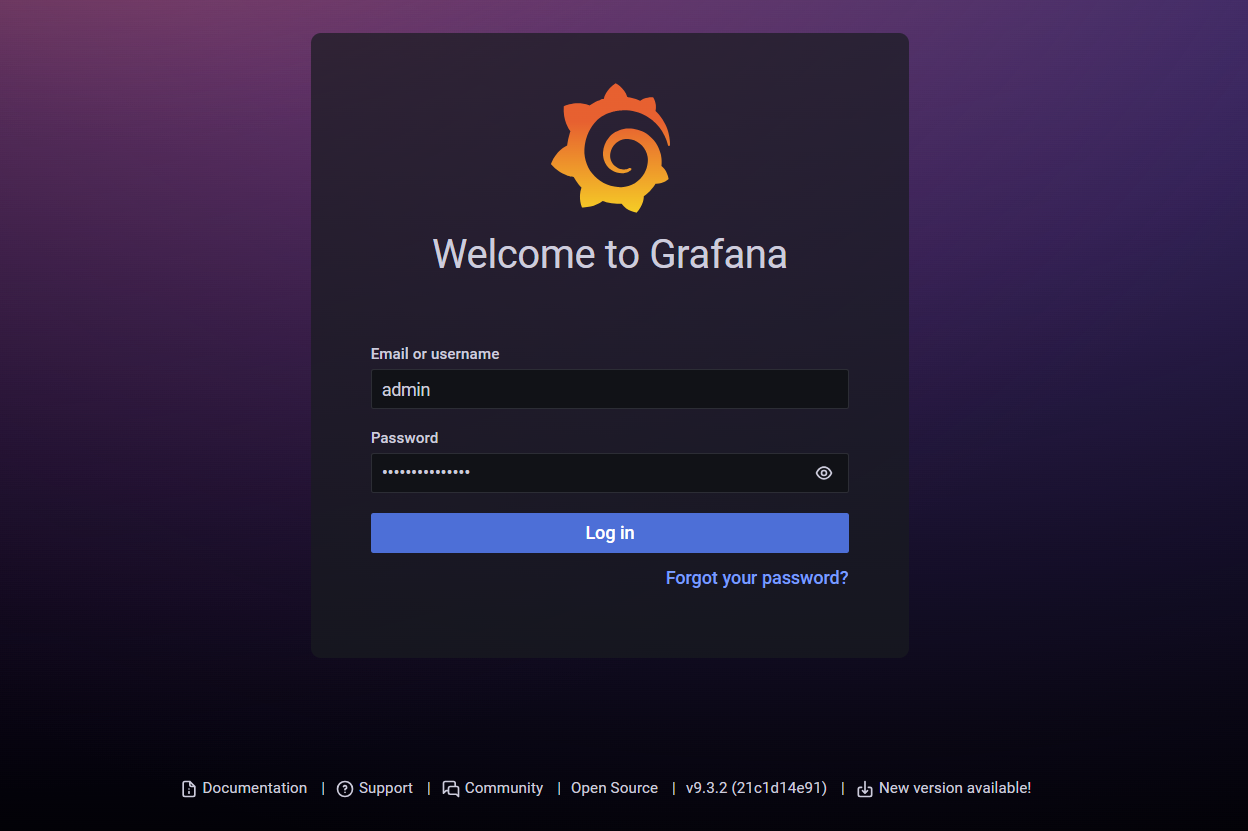 Welcome to Grafana
Email or username
admin
Password
•••••••••••••••
Log in
Forgot your password?
Documentation | Support | Community | Open Source | v9.3.2 (21c1d14e91) | New version available!